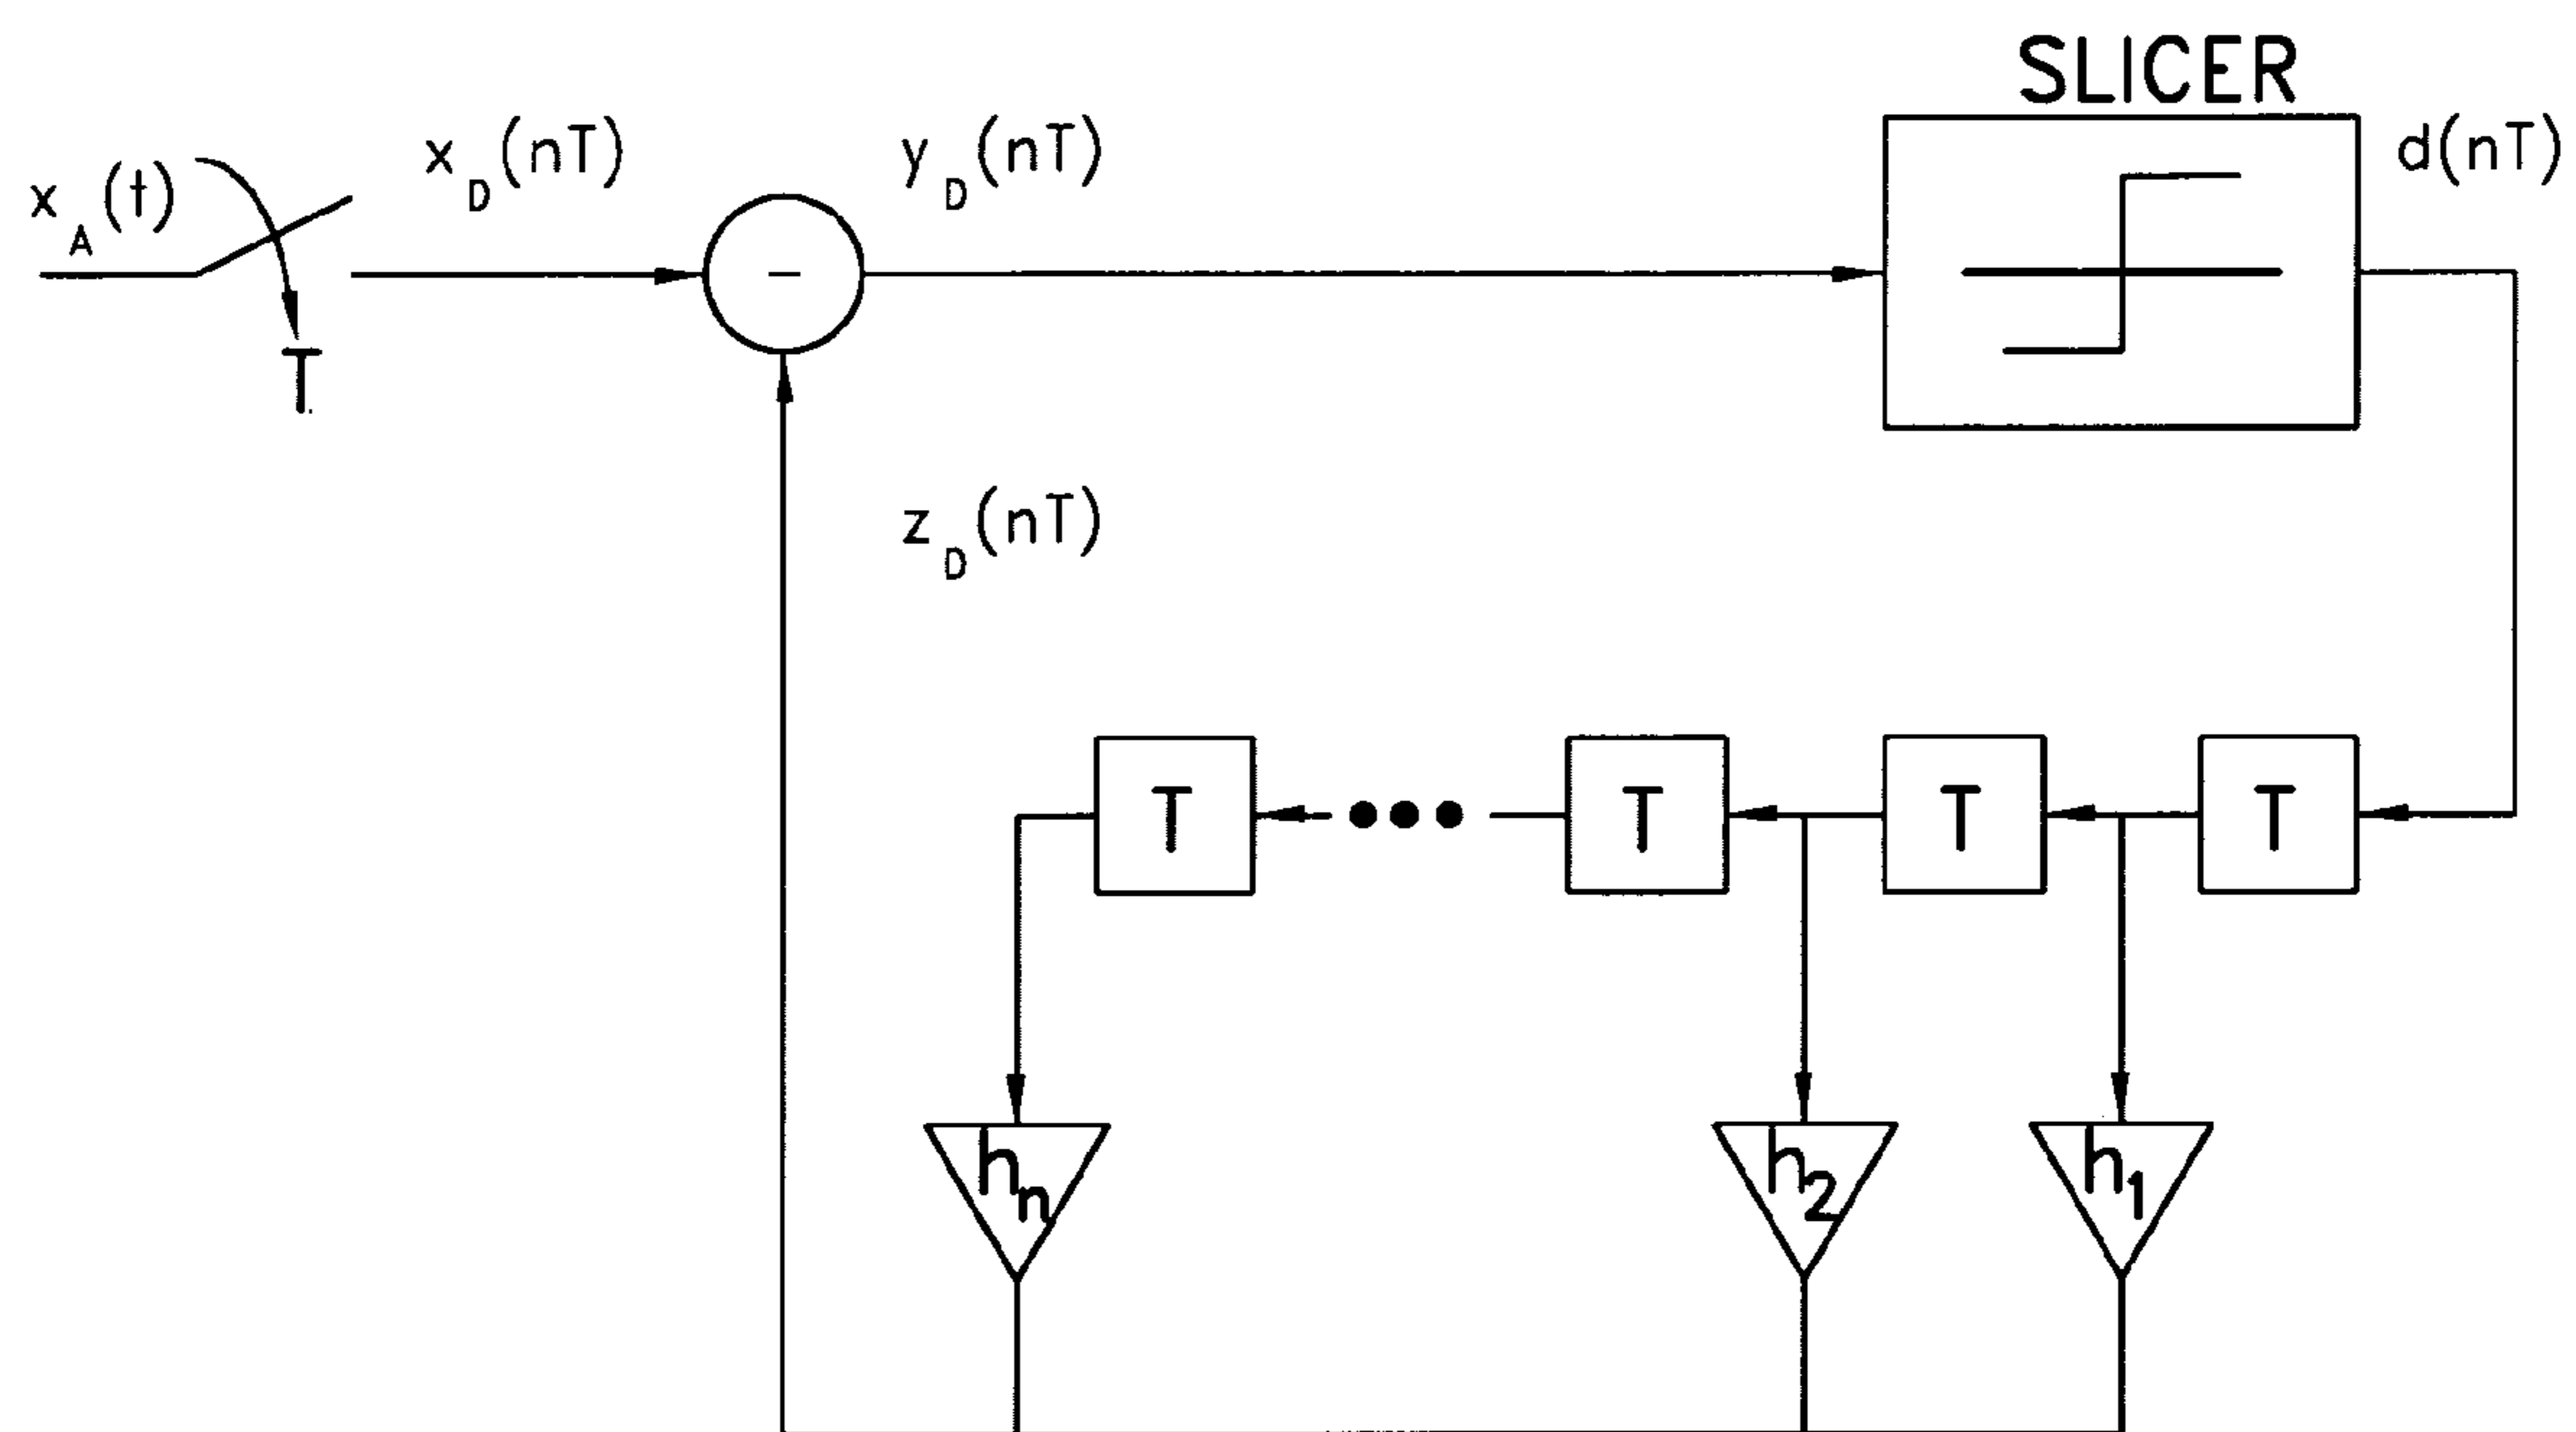 SLICER
x_A(t)
x_D(nT)
y_D(nT)
d(nT)
T
−
z_D(nT)
T
T
T
T
h_n
h_2
h_1